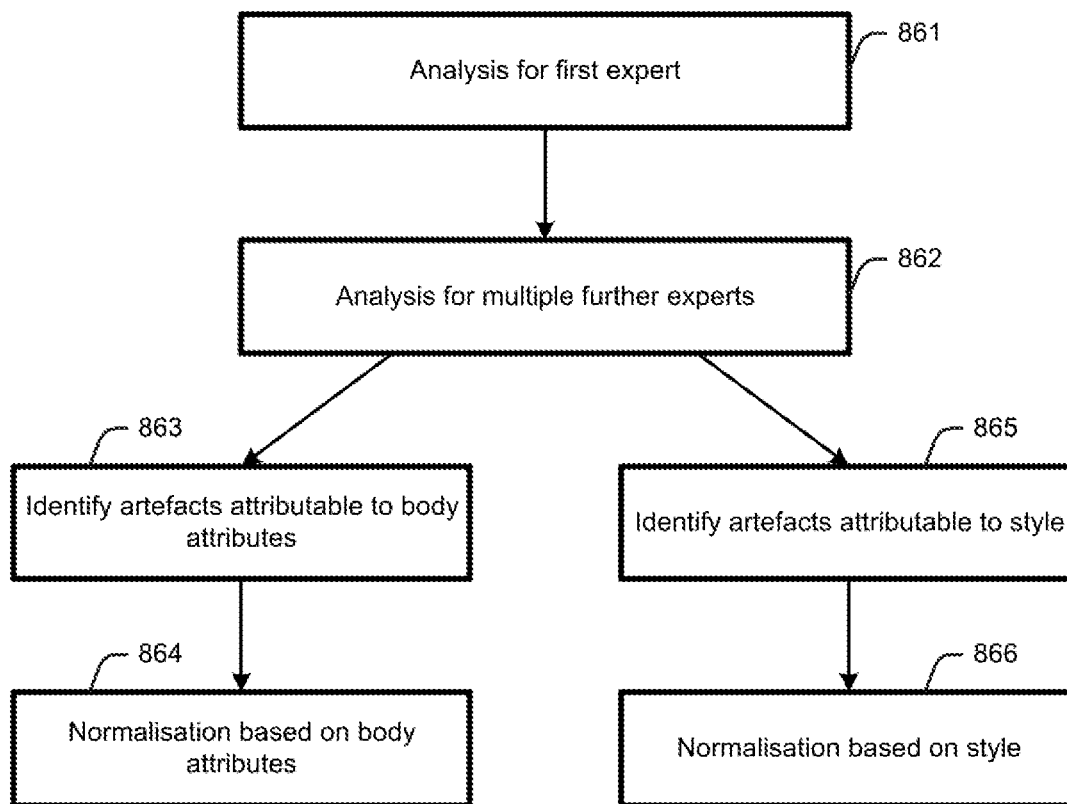 861
Analysis for first expert
862
Analysis for multiple further experts
863
865
Identify artefacts attributable to body
attributes
Identify artefacts attributable to style
864
866
Normalisation based on body
attributes
Normalisation based on style